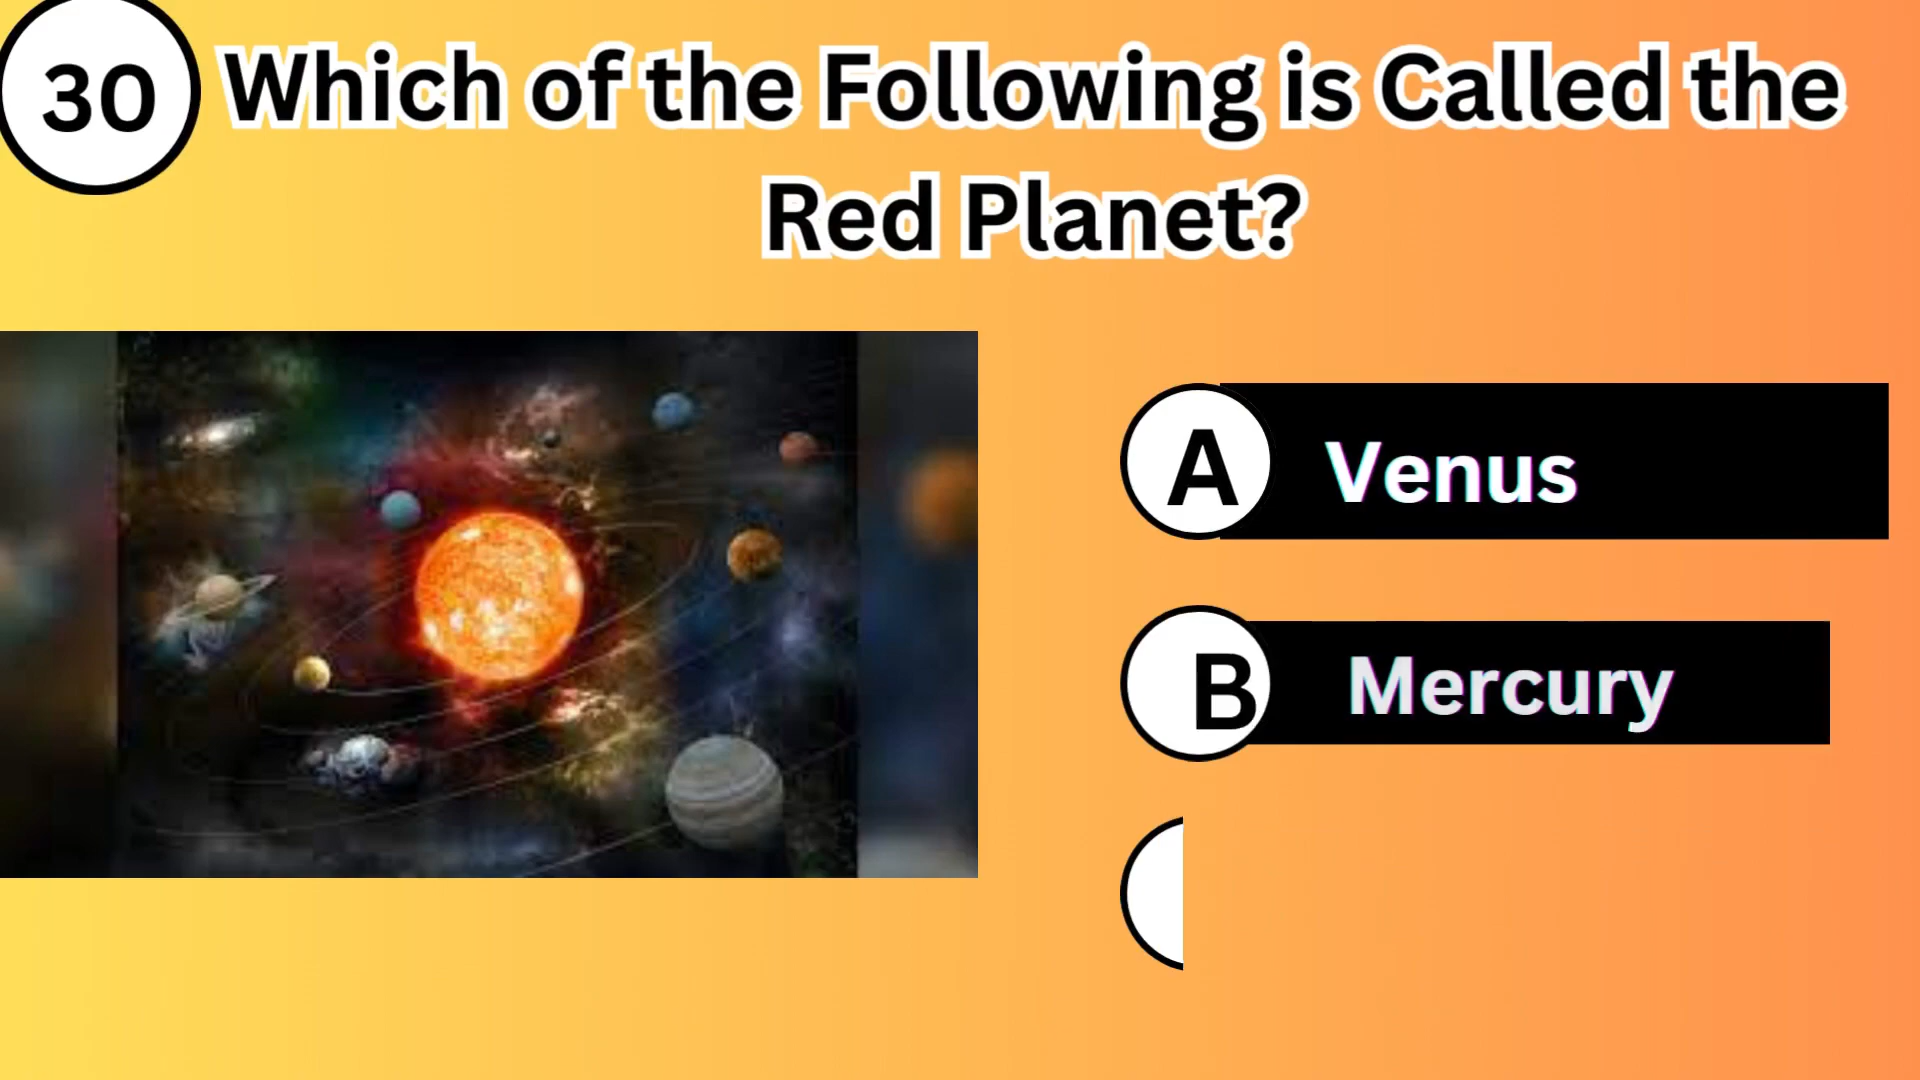 30
Which of the Following is Called the
Red Planet?
A
Venus
B
Mercury